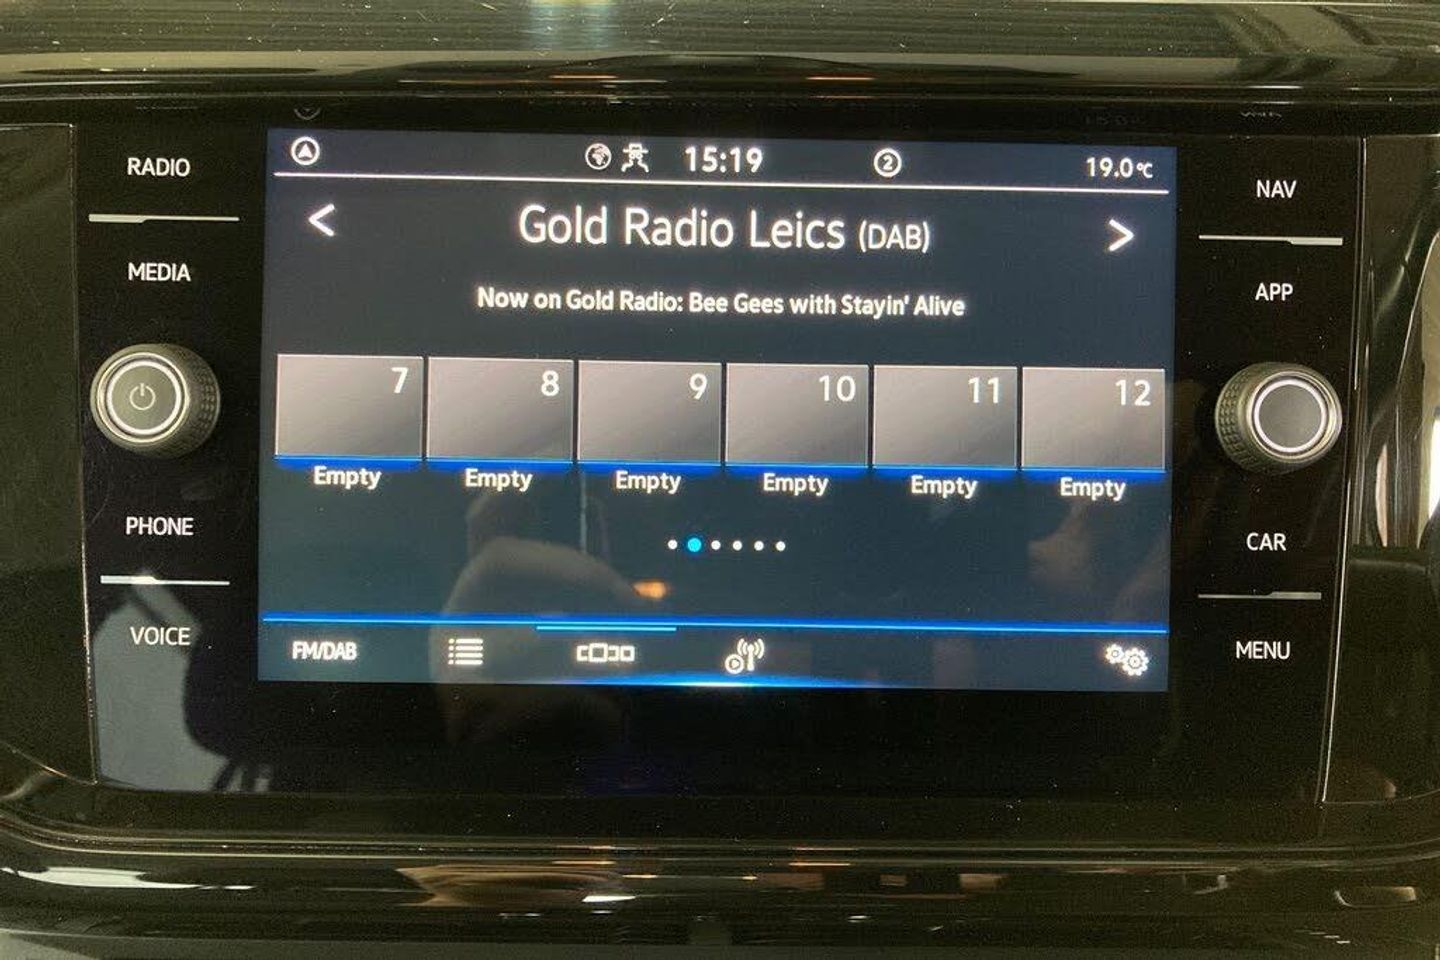 RADIO
MEDIA
PHONE
VOICE
15:19
2
19.0°C
< Gold Radio Leics (DAB) >
Now on Gold Radio: Bee Gees with Stayin' Alive
7 8 9 10 11 12
Empty Empty Empty Empty Empty Empty
FM/DAB
NAV
APP
CAR
MENU